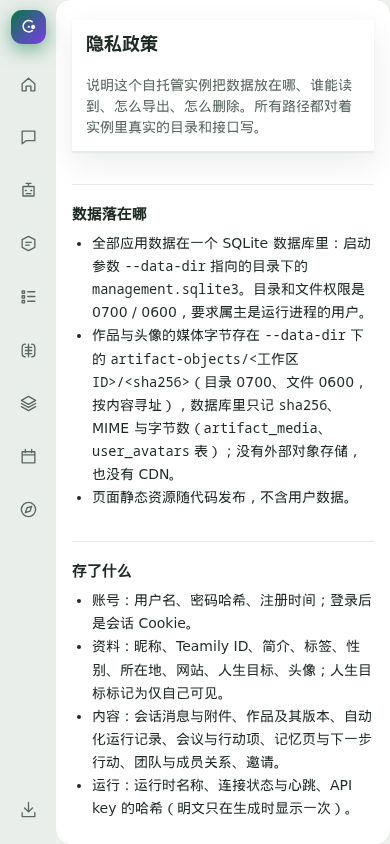 隐私政策
说明这个自托管实例把数据放在哪、谁能读
到、怎么导出、怎么删除。所有路径都对着
实例里真实的目录和接口写。
数据落在哪
• 全部应用数据在一个 SQLite 数据库里：启动
参数 --data-dir 指向的目录下的
management.sqlite3。目录和文件权限是
0700 / 0600，要求属主是运行进程的用户。
• 作品与头像的媒体字节存在 --data-dir 下
的 artifact-objects/<工作区
ID>/<sha256>（目录 0700、文件 0600，
按内容寻址），数据库里只记 sha256、
MIME 与字节数（artifact_media、
user_avatars 表）；没有外部对象存储，
也没有 CDN。
• 页面静态资源随代码发布，不含用户数据。
存了什么
• 账号：用户名、密码哈希、注册时间；登录后
是会话 Cookie。
• 资料：昵称、Teamily ID、简介、标签、性
别、所在地、网站、人生目标、头像；人生目
标标记为仅自己可见。
• 内容：会话消息与附件、作品及其版本、自动
化运行记录、会议与行动项、记忆页与下一步
行动、团队与成员关系、邀请。
• 运行：运行时名称、连接状态与心跳、API
key 的哈希（明文只在生成时显示一次）。